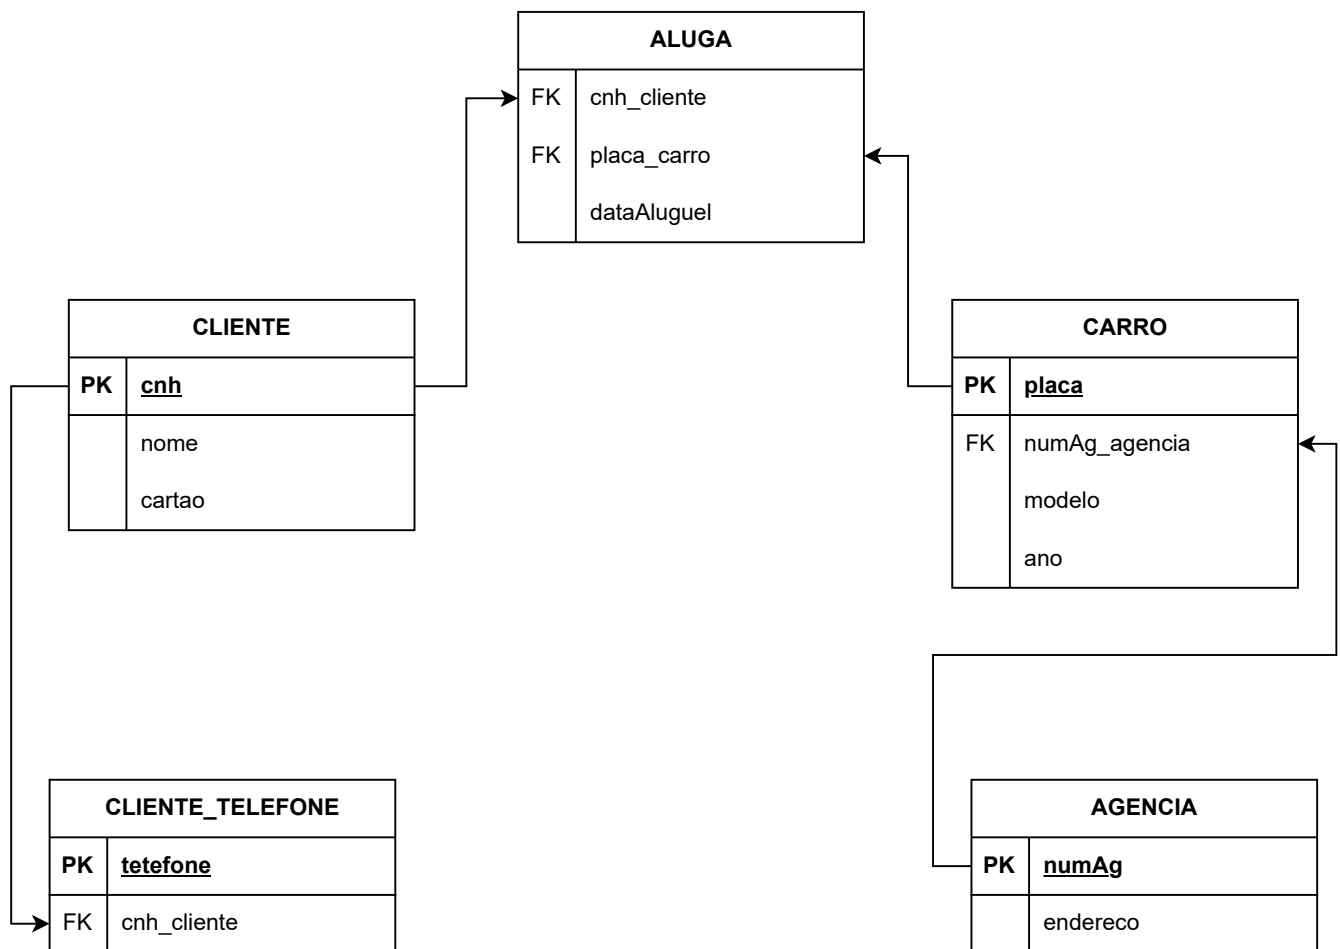 ALUGA
FK cnh_cliente
FK placa_carro
dataAluguel
CLIENTE
PK cnh
nome
cartao
CARRO
PK placa
FK numAg_agencia
modelo
ano
CLIENTE_TELEFONE
PK tetefone
FK cnh_cliente
AGENCIA
PK numAg
endereco